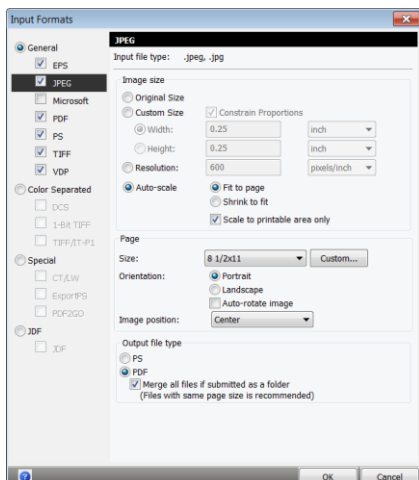 Input Formats
General
EPS
JPEG
Microsoft
PDF
PS
TIFF
VDP
Color Separated
DCS
1-Bit TIFF
TIFF/IT-P1
Special
CT/LW
ExportPS
PDF2GO
JDF
JDF
JPEG
Input file type: .jpeg, .jpg
Image size
Original Size
Custom Size Constrain Proportions
Width: 0.25 inch
Height: 0.25 inch
Resolution: 600 pixels/inch
Auto-scale Fit to page
Shrink to fit
Scale to printable area only
Page
Size: 8 1/2x11 Custom...
Orientation: Portrait
Landscape
Auto-rotate image
Image position: Center
Output file type
PS
PDF
Merge all files if submitted as a folder
(Files with same page size is recommended)
? OK Cancel